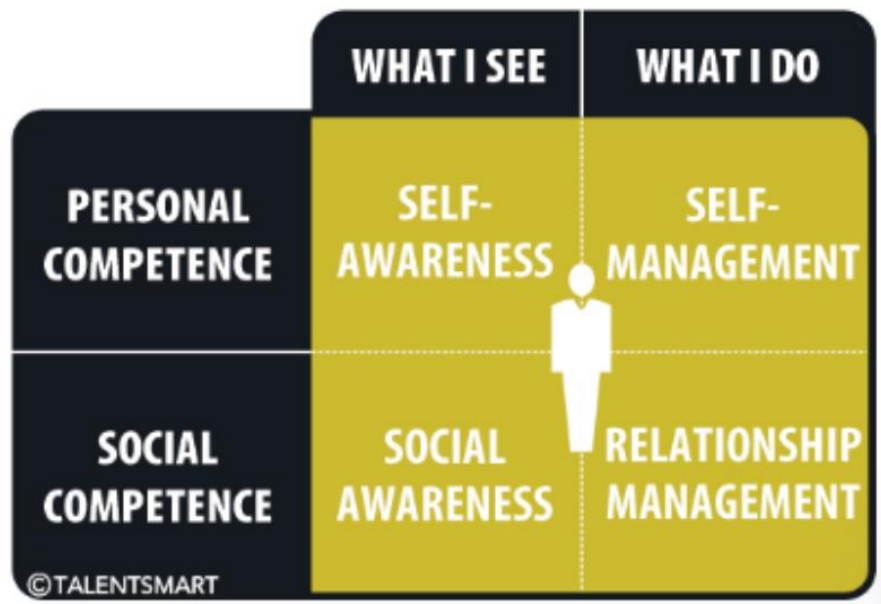 WHAT I SEE
WHAT I DO
PERSONAL
COMPETENCE
SELF-
AWARENESS
SELF-
MANAGEMENT
SOCIAL
COMPETENCE
SOCIAL
AWARENESS
RELATIONSHIP
MANAGEMENT
©TALENTSMART